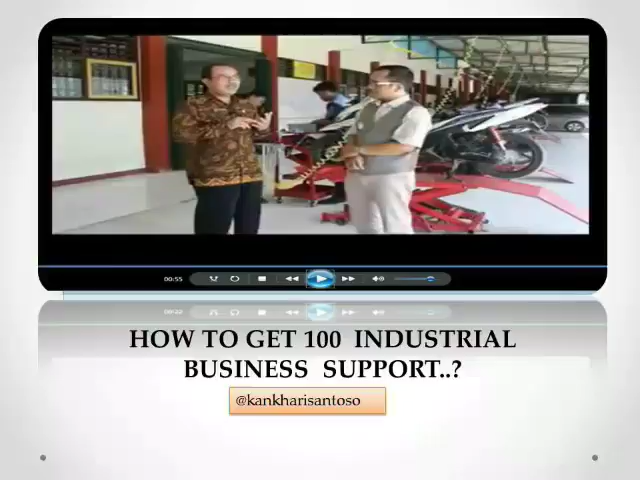 00:55
HOW TO GET 100 INDUSTRIAL
BUSINESS SUPPORT..?
@kankharisantoso